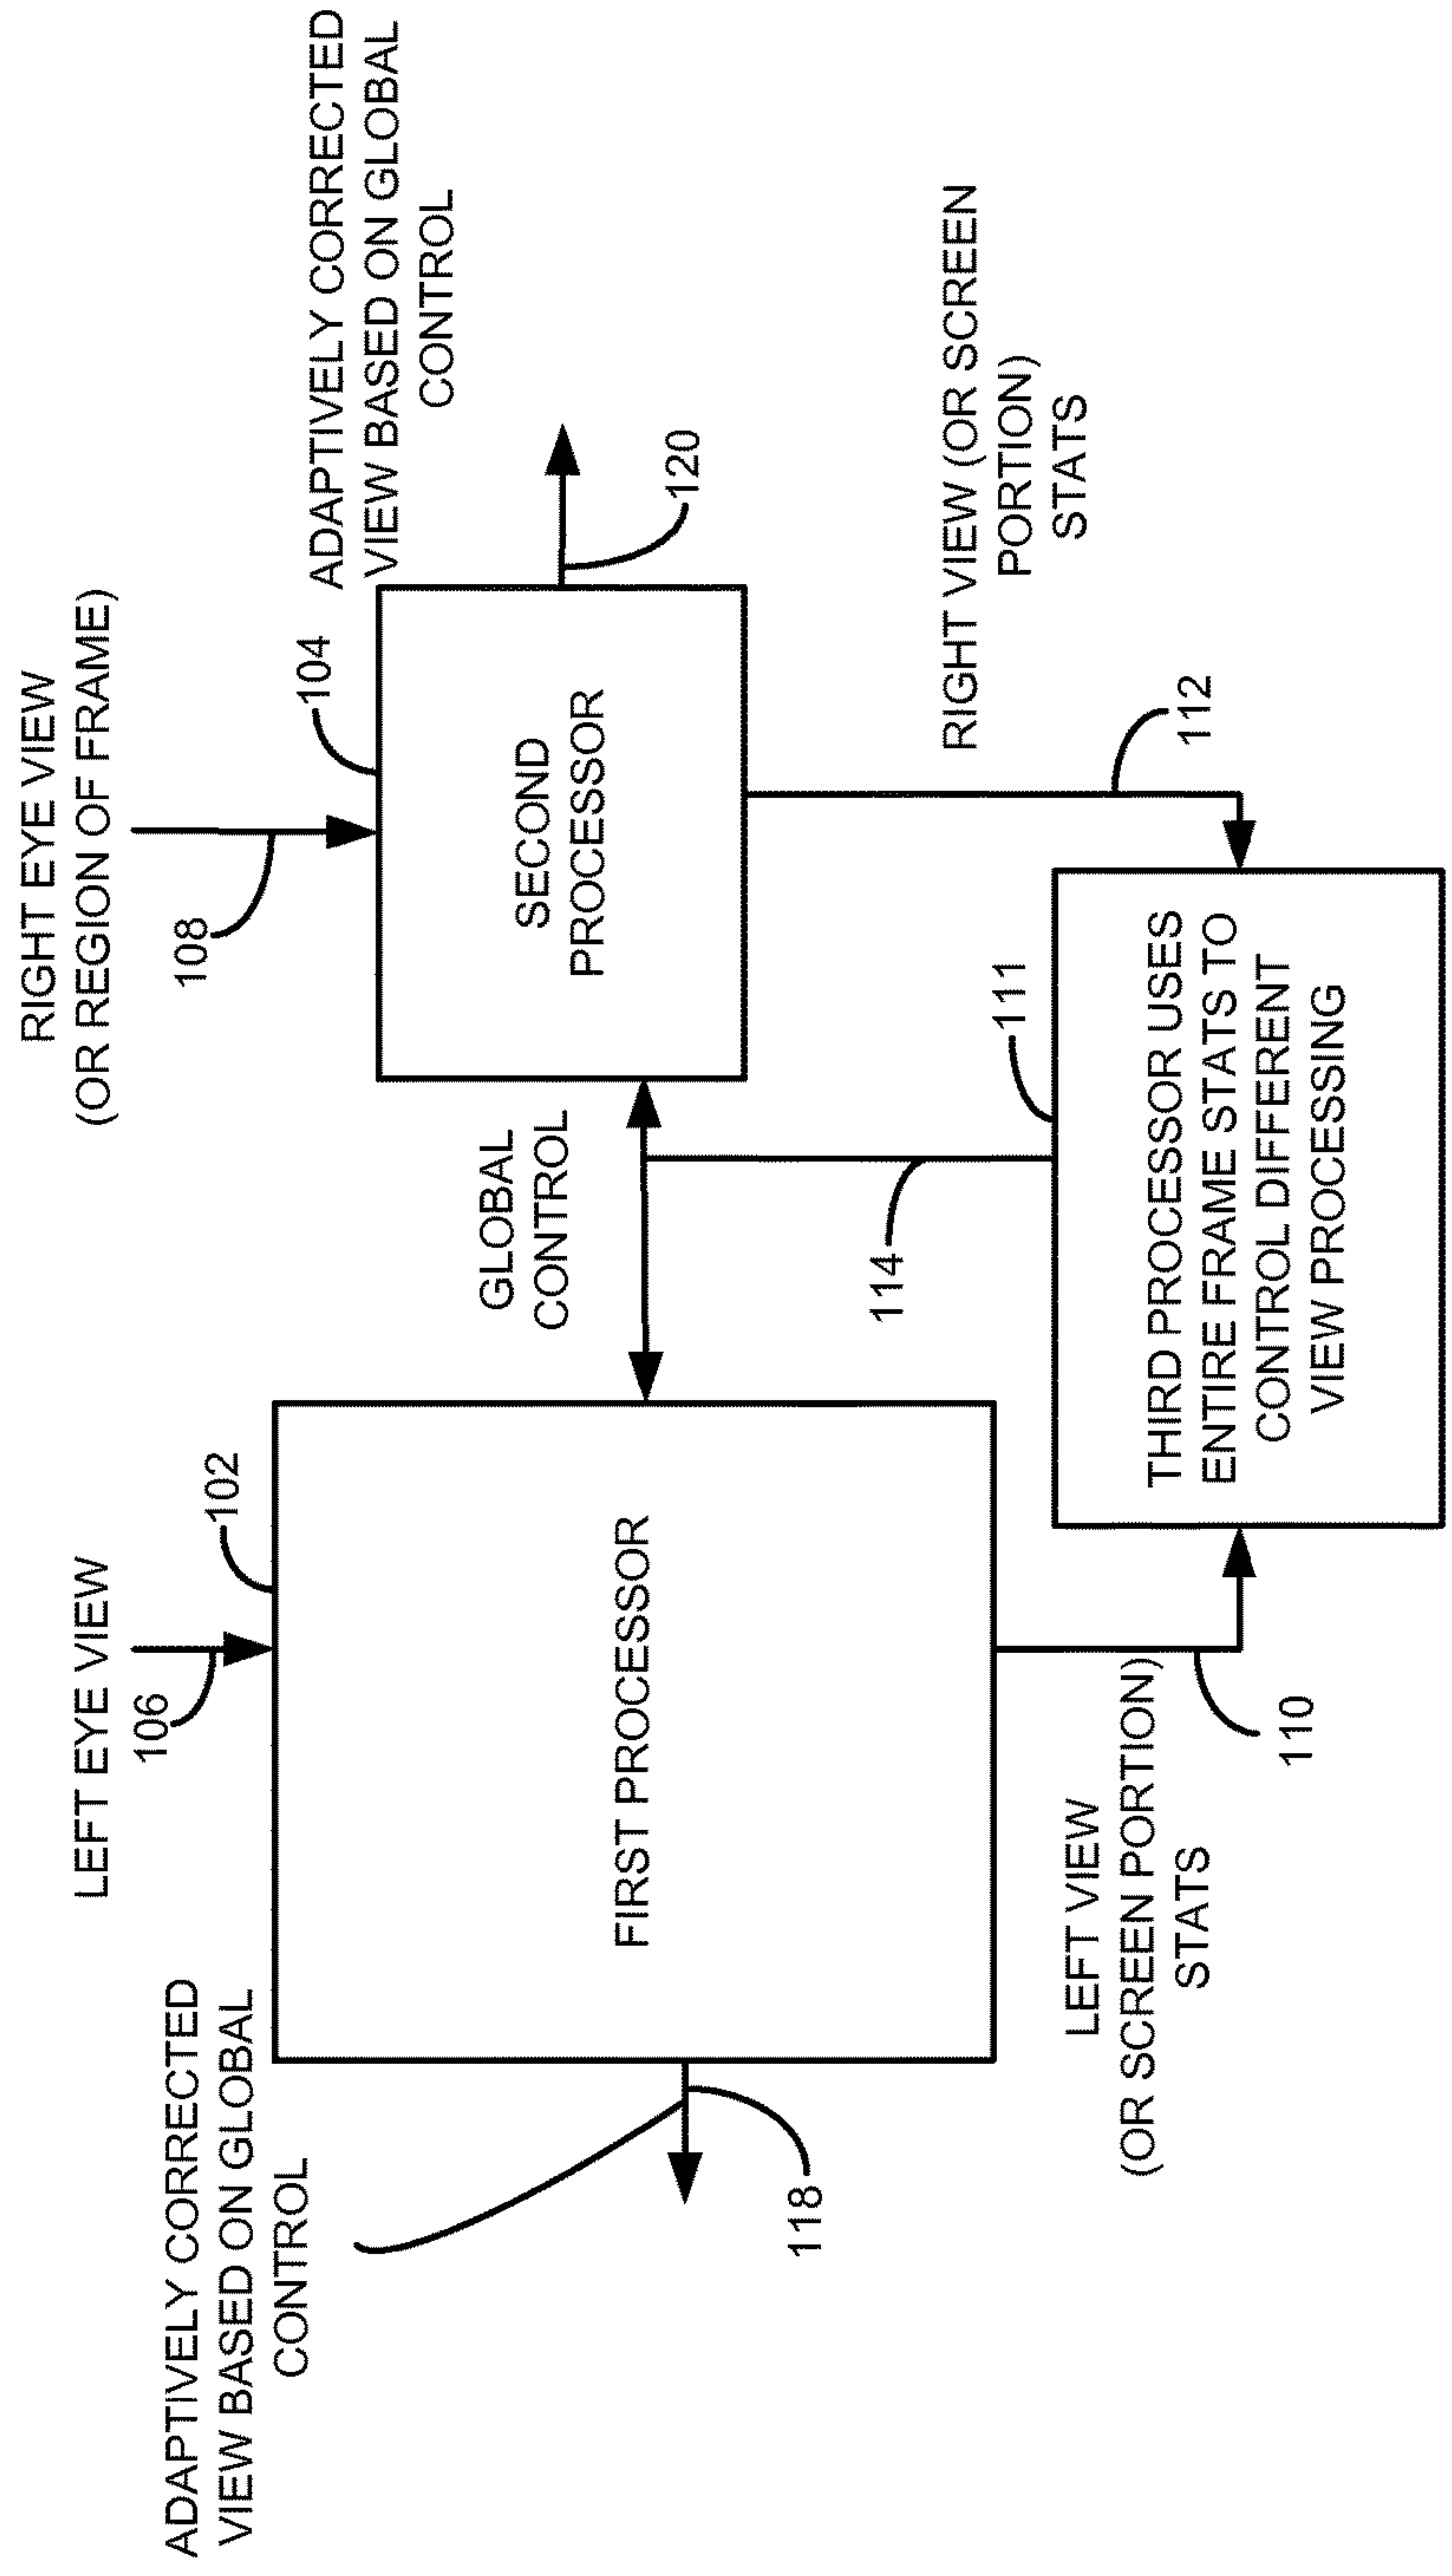 LEFT EYE VIEW
106
RIGHT EYE VIEW
(OR REGION OF FRAME)
108
ADAPTIVELY CORRECTED
VIEW BASED ON GLOBAL
CONTROL
102
104
ADAPTIVELY CORRECTED
VIEW BASED ON GLOBAL
CONTROL
118
FIRST PROCESSOR
GLOBAL
CONTROL
SECOND
PROCESSOR
120
LEFT VIEW
(OR SCREEN PORTION)
STATS
110
114
111
112
RIGHT VIEW (OR SCREEN
PORTION)
STATS
THIRD PROCESSOR USES
ENTIRE FRAME STATS TO
CONTROL DIFFERENT
VIEW PROCESSING